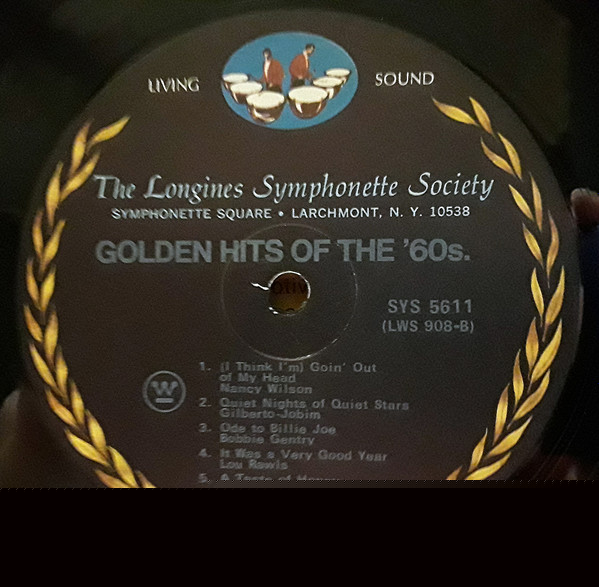 LIVING SOUND
The Longines Symphonette Society
SYMPHONETTE SQUARE • LARCHMONT, N. Y. 10538
GOLDEN HITS OF THE '60s.
SYS 5611
(LWS 908-B)
1. (I Think I'm) Goin' Out
of My Head
Nancy Wilson
W
2. Quiet Nights of Quiet Stars
Gilberto-Jobim
3. Ode to Billie Joe
Bobbie Gentry
4. It Was a Very Good Year
Lou Rawls
5. A Taste of